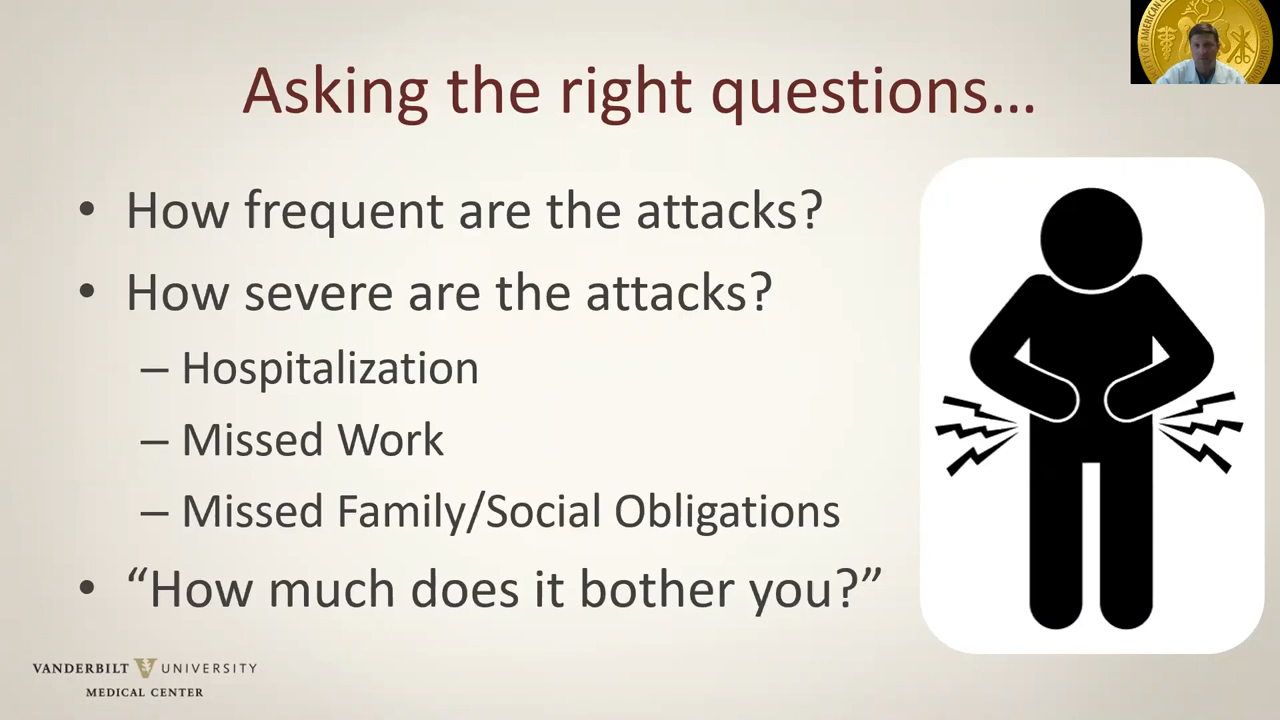 Asking the right questions…
• How frequent are the attacks?
• How severe are the attacks?
– Hospitalization
– Missed Work
– Missed Family/Social Obligations
• “How much does it bother you?”
VANDERBILT UNIVERSITY
MEDICAL CENTER